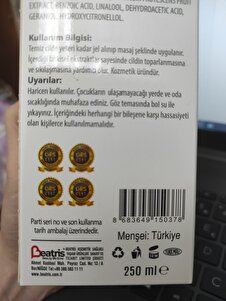 EXTRACT, BENZOIC ACID, LINALOOL, DEHYDROACETIC ACID,
GERANIOL, HYDROXYCITRONELLOL.
Kullanım Bilgisi:
Temiz cilde yeteri kadar jel alınıp masaj şeklinde uygulanır.
İçerdiği bitkisel ekstraktlar sayesinde cildin toparlanmasına
ve sıkılaşmasına yardımcı olur. Kozmetik üründür.
Uyarılar:
Haricen kullanılır. Çocukların ulaşamayacağı yerde ve oda
sıcaklığında muhafaza ediniz. Göz temasında bol su ile
yıkayınız. İçeriğindeki herhangi bir bileşene karşı hassasiyeti
olan kişilerce kullanılmamalıdır.
8 683649 150378
Parti seri no ve son kullanma
tarih ambalaj üzerindedir.
Menşei: Türkiye
Beatris
250 ml e